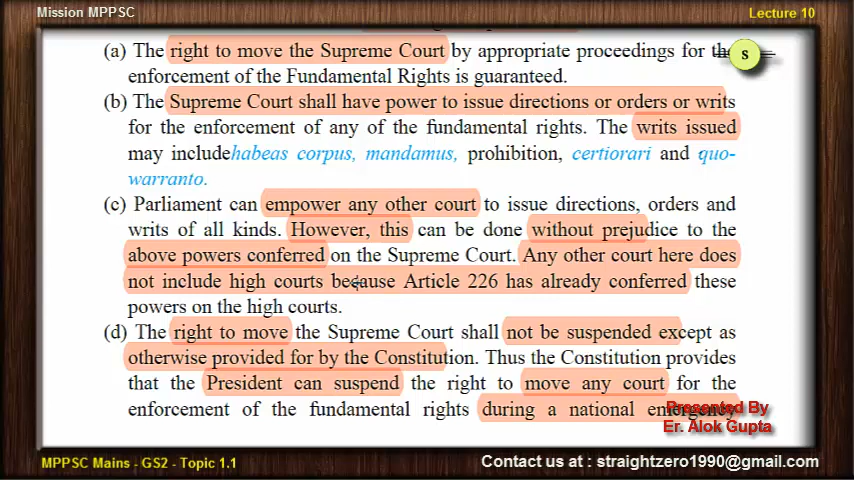 Mission MPPSC
Lecture 10
(a) The right to move the Supreme Court by appropriate proceedings for the
S
enforcement of the Fundamental Rights is guaranteed.
(b) The Supreme Court shall have power to issue directions or orders or writs
for the enforcement of any of the fundamental rights. The writs issued
may include habeas corpus, mandamus, prohibition, certiorari and quo-
warranto.
(c) Parliament can empower any other court to issue directions, orders and
writs of all kinds. However, this can be done without prejudice to the
above powers conferred on the Supreme Court. Any other court here does
not include high courts because Article 226 has already conferred these
powers on the high courts.
(d) The right to move the Supreme Court shall not be suspended except as
otherwise provided for by the Constitution. Thus the Constitution provides
that the President can suspend the right to move any court for the
enforcement of the fundamental rights during a national emergency
Presented By
Er. Alok Gupta
MPPSC Mains - GS2 - Topic 1.1
Contact us at : straightzero1990@gmail.com